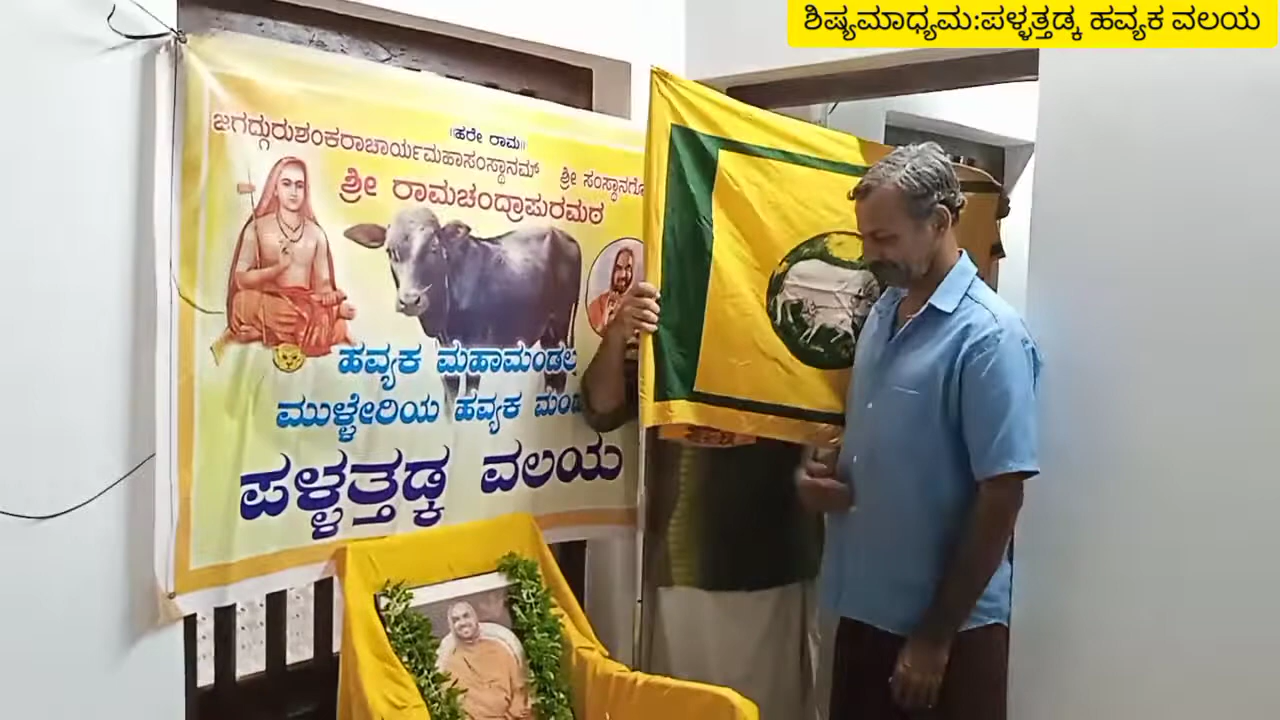 ಶಿಷ್ಯಮಾಧ್ಯಮ:ಪಳ್ಳತ್ತಡ್ಕ ಹವ್ಯಕ ವಲಯ
॥ಹರೇ ರಾಮ॥
ಜಗದ್ಗುರುಶಂಕರಾಚಾರ್ಯಮಹಾಸಂಸ್ಥಾನಮ್ ಶ್ರೀ
ಶ್ರೀ ರಾಮಚಂದ್ರಾಪುರಮಠ
ಹವ್ಯಕ ಮಹಾಮಂಡಲ
ಮುಳ್ಳೇರಿಯ ಹವ್ಯಕ
ಪಳ್ಳತ್ತಡ್ಕ ವಲಯ